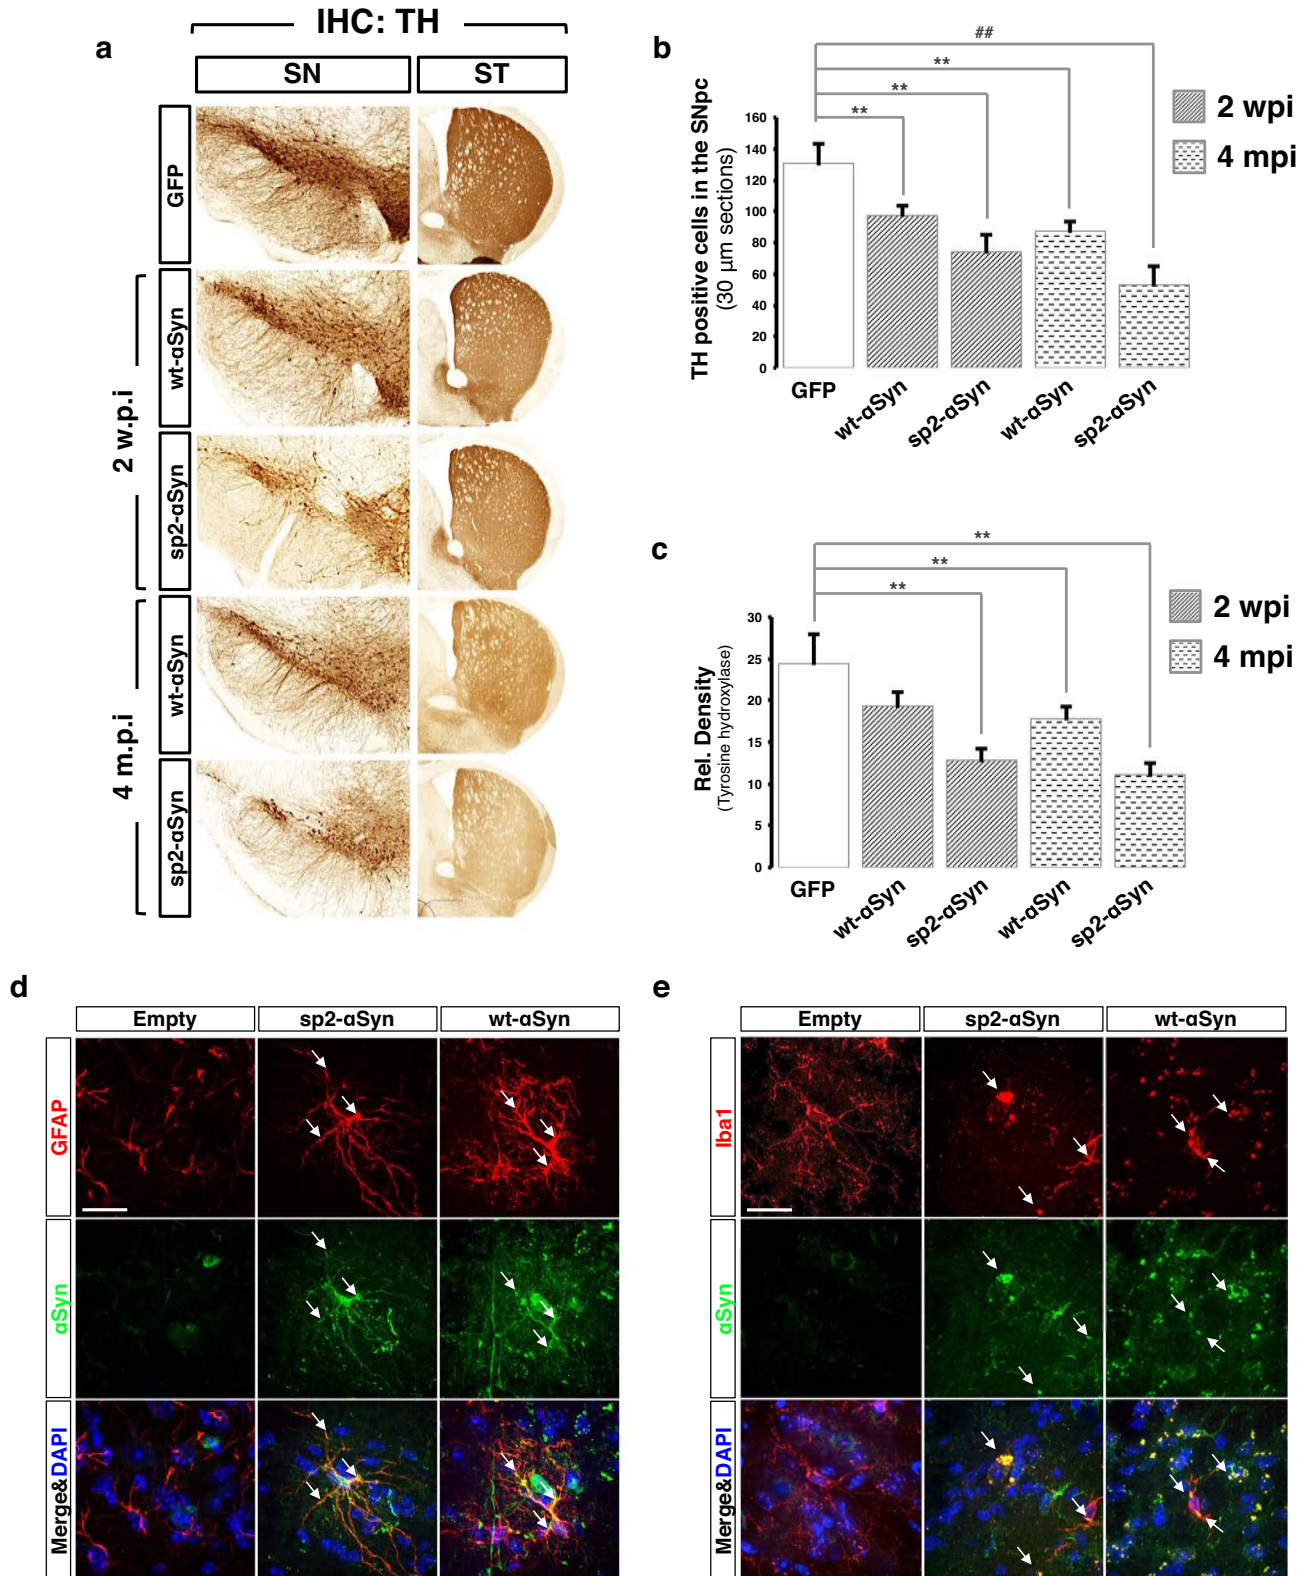 a
IHC: TH
SN
ST
GFP
2 w.p.i
wt-αSyn
sp2-αSyn
4 m.p.i
wt-αSyn
sp2-αSyn
b
TH positive cells in the SNpc
(30 µm sections)
160
140
120
100
80
60
40
20
0
##
**
**
**
GFP
wt-αSyn
sp2-αSyn
wt-αSyn
sp2-αSyn
2 wpi
4 mpi
c
Rel. Density
(Tyrosine hydroxylase)
30
25
20
15
10
5
0
**
**
**
GFP
wt-αSyn
sp2-αSyn
wt-αSyn
sp2-αSyn
2 wpi
4 mpi
d
Empty
sp2-αSyn
wt-αSyn
GFAP
αSyn
Merge&DAPI
e
Empty
sp2-αSyn
wt-αSyn
Iba1
αSyn
Merge&DAPI